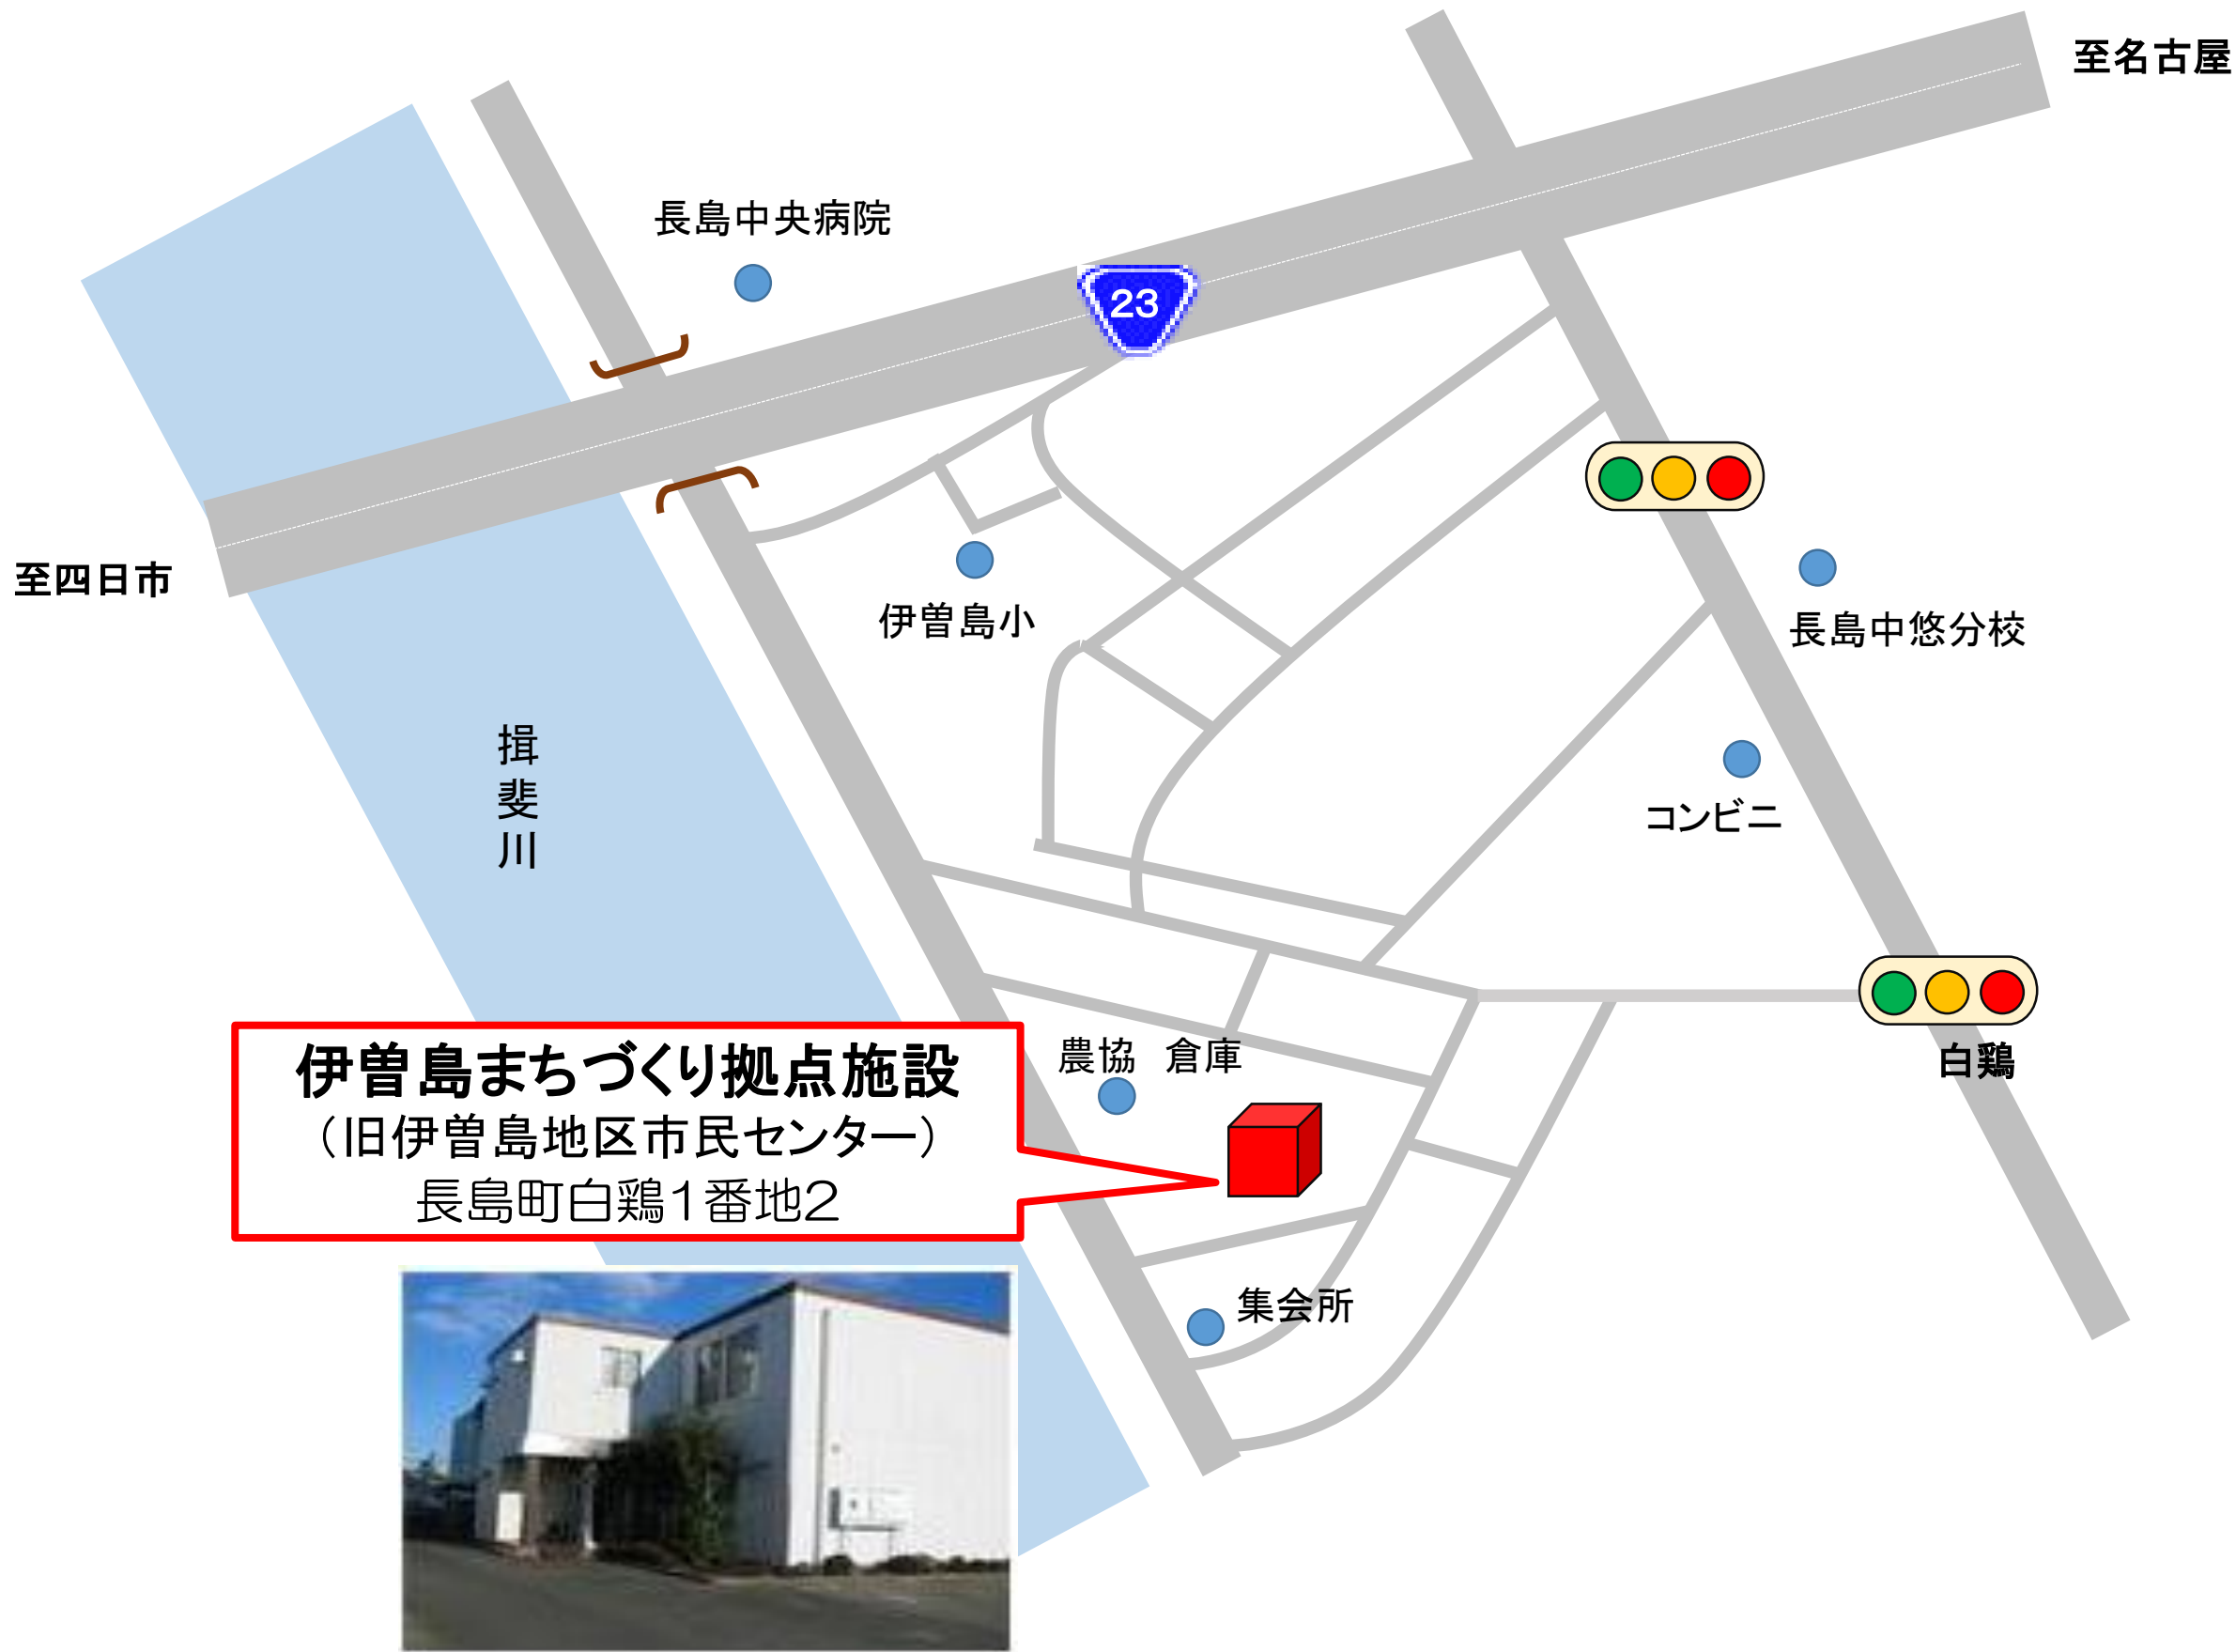 至名古屋
長島中央病院
23
至四日市
伊曽島小
長島中悠分校
揖斐川
コンビニ
農協 倉庫
白鶏
伊曽島まちづくり拠点施設
（旧伊曽島地区市民センター）
長島町白鶏1番地2
集会所